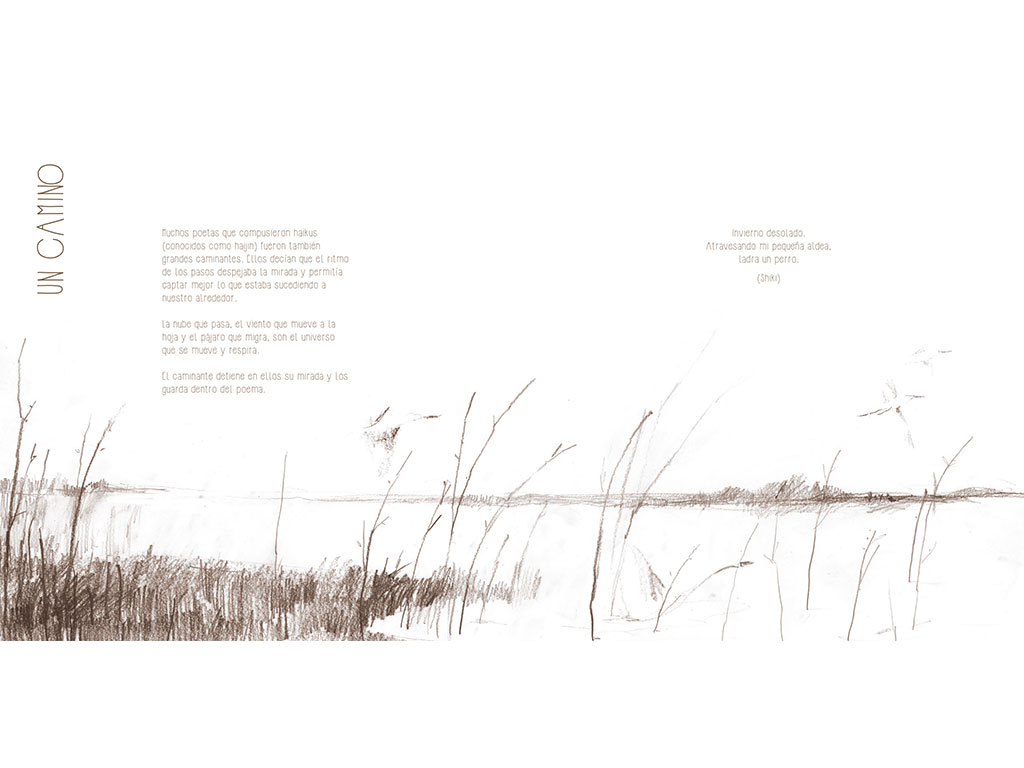 UN CAMINO
Muchos poetas que compusieron haikus
(conocidos como haijin) fueron también
grandes caminantes. Ellos decían que el ritmo
de los pasos despejaba la mirada y permitía
captar mejor lo que estaba sucediendo a
nuestro alrededor.
la nube que pasa, el viento que mueve a la
hoja y el pájaro que migra, son el universo
que se mueve y respira.
El caminante detiene en ellos su mirada y los
guarda dentro del poema.
Invierno desolado.
Atravesando mi pequeña aldea,
ladra un perro.
(Shiki)